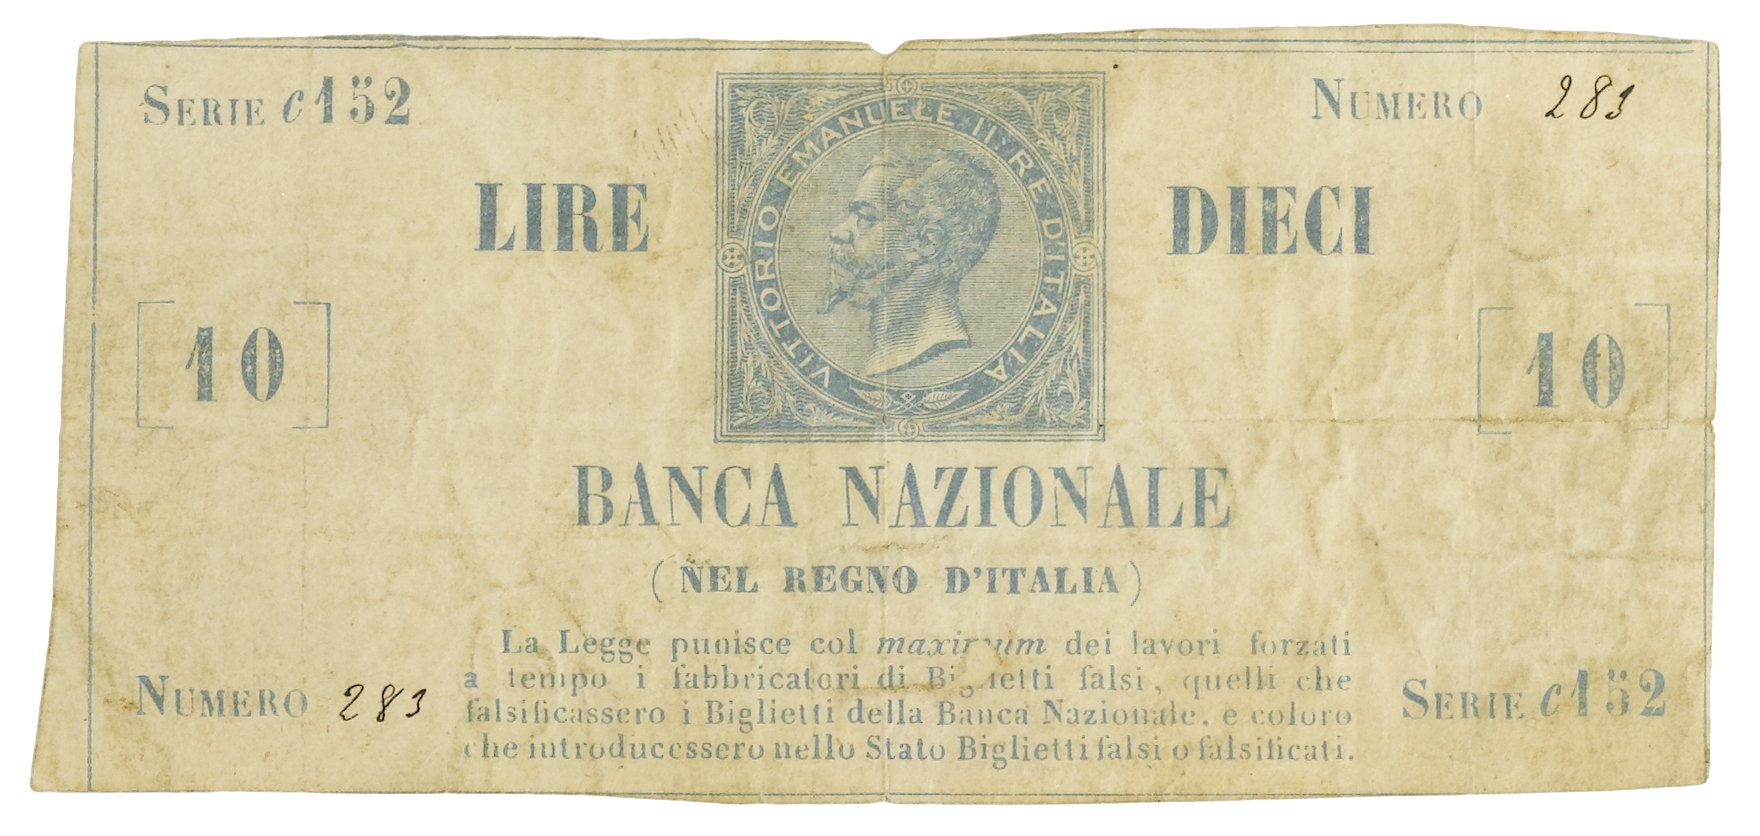 SERIE c152
NUMERO 283
VITTORIO EMANUELE II. RE D'ITALIA
LIRE DIECI
10 10
BANCA NAZIONALE
(NEL REGNO D'ITALIA)
La Legge punisce col maximum dei lavori forzati
a tempo i fabbricatori di Biglietti falsi, quelli che
falsificassero i Biglietti della Banca Nazionale, e coloro
che introducessero nello Stato Biglietti falsi o falsificati.
NUMERO 283
SERIE c152